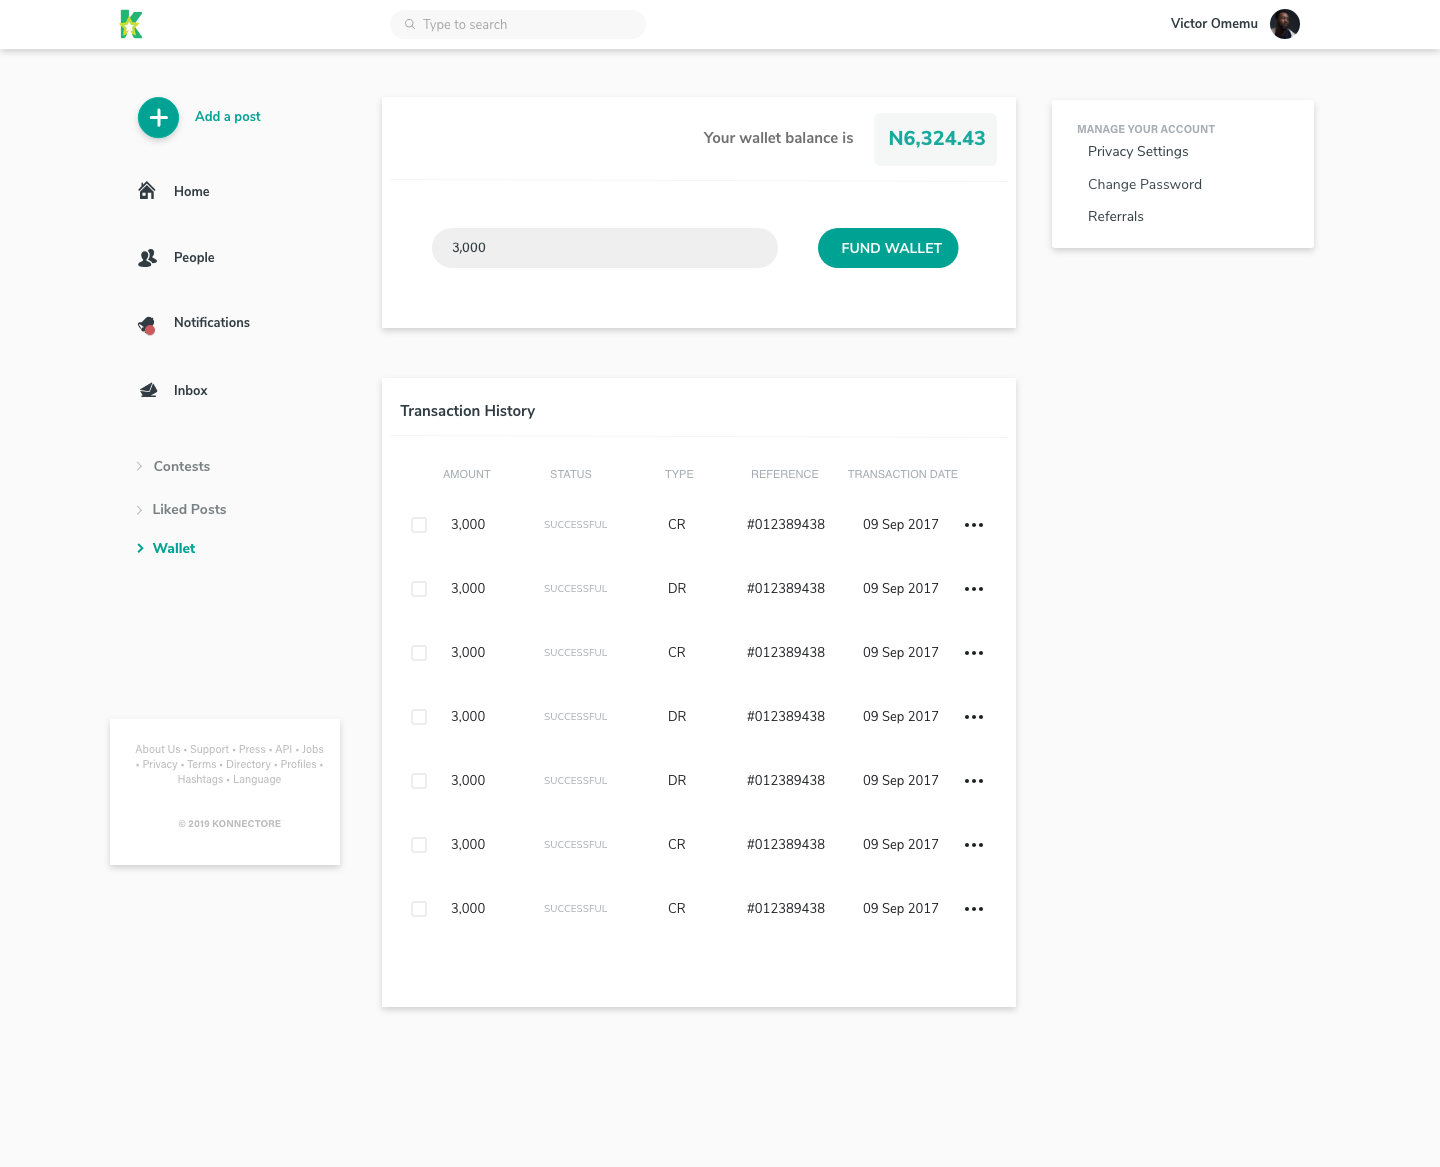 K
Type to search
Victor Omemu
Add a post
Home
People
Notifications
Inbox
Contests
Liked Posts
Wallet
About Us • Support • Press • API • Jobs
• Privacy • Terms • Directory • Profiles •
Hashtags • Language
© 2019 KONNECTORE
Your wallet balance is N6,324.43
3,000 FUND WALLET
Transaction History
AMOUNT STATUS TYPE REFERENCE TRANSACTION DATE
3,000 SUCCESSFUL CR #012389438 09 Sep 2017
3,000 SUCCESSFUL DR #012389438 09 Sep 2017
3,000 SUCCESSFUL CR #012389438 09 Sep 2017
3,000 SUCCESSFUL DR #012389438 09 Sep 2017
3,000 SUCCESSFUL DR #012389438 09 Sep 2017
3,000 SUCCESSFUL CR #012389438 09 Sep 2017
3,000 SUCCESSFUL CR #012389438 09 Sep 2017
MANAGE YOUR ACCOUNT
Privacy Settings
Change Password
Referrals